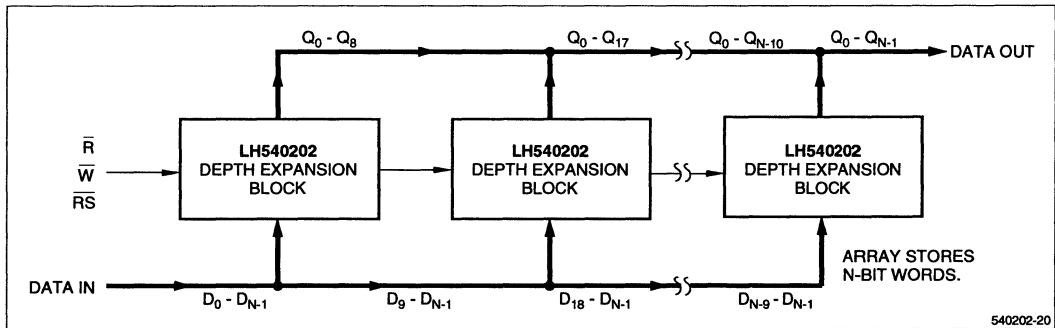 Q0 - Q8
Q0 - Q17
Q0 - QN-10
Q0 - QN-1
DATA OUT
R̅
W̅
R̅S̅
LH540202
DEPTH EXPANSION
BLOCK
LH540202
DEPTH EXPANSION
BLOCK
LH540202
DEPTH EXPANSION
BLOCK
ARRAY STORES
N-BIT WORDS.
DATA IN
D0 - DN-1
D9 - DN-1
D18 - DN-1
DN-9 - DN-1
540202-20